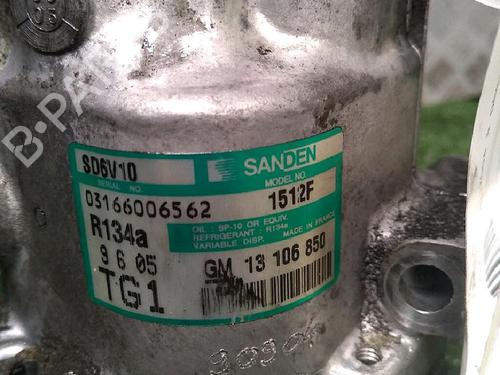 B-PARTS
SD6V10
SERIAL NO.
SANDEN
MODEL NO.
03166006562
1512F
R134a
OIL : SP-10 OR EQUIV.
REFRIGERANT : R134a
VARIABLE DISP. MADE IN FRANCE
9 6 05
TG1
GM 13 106 850